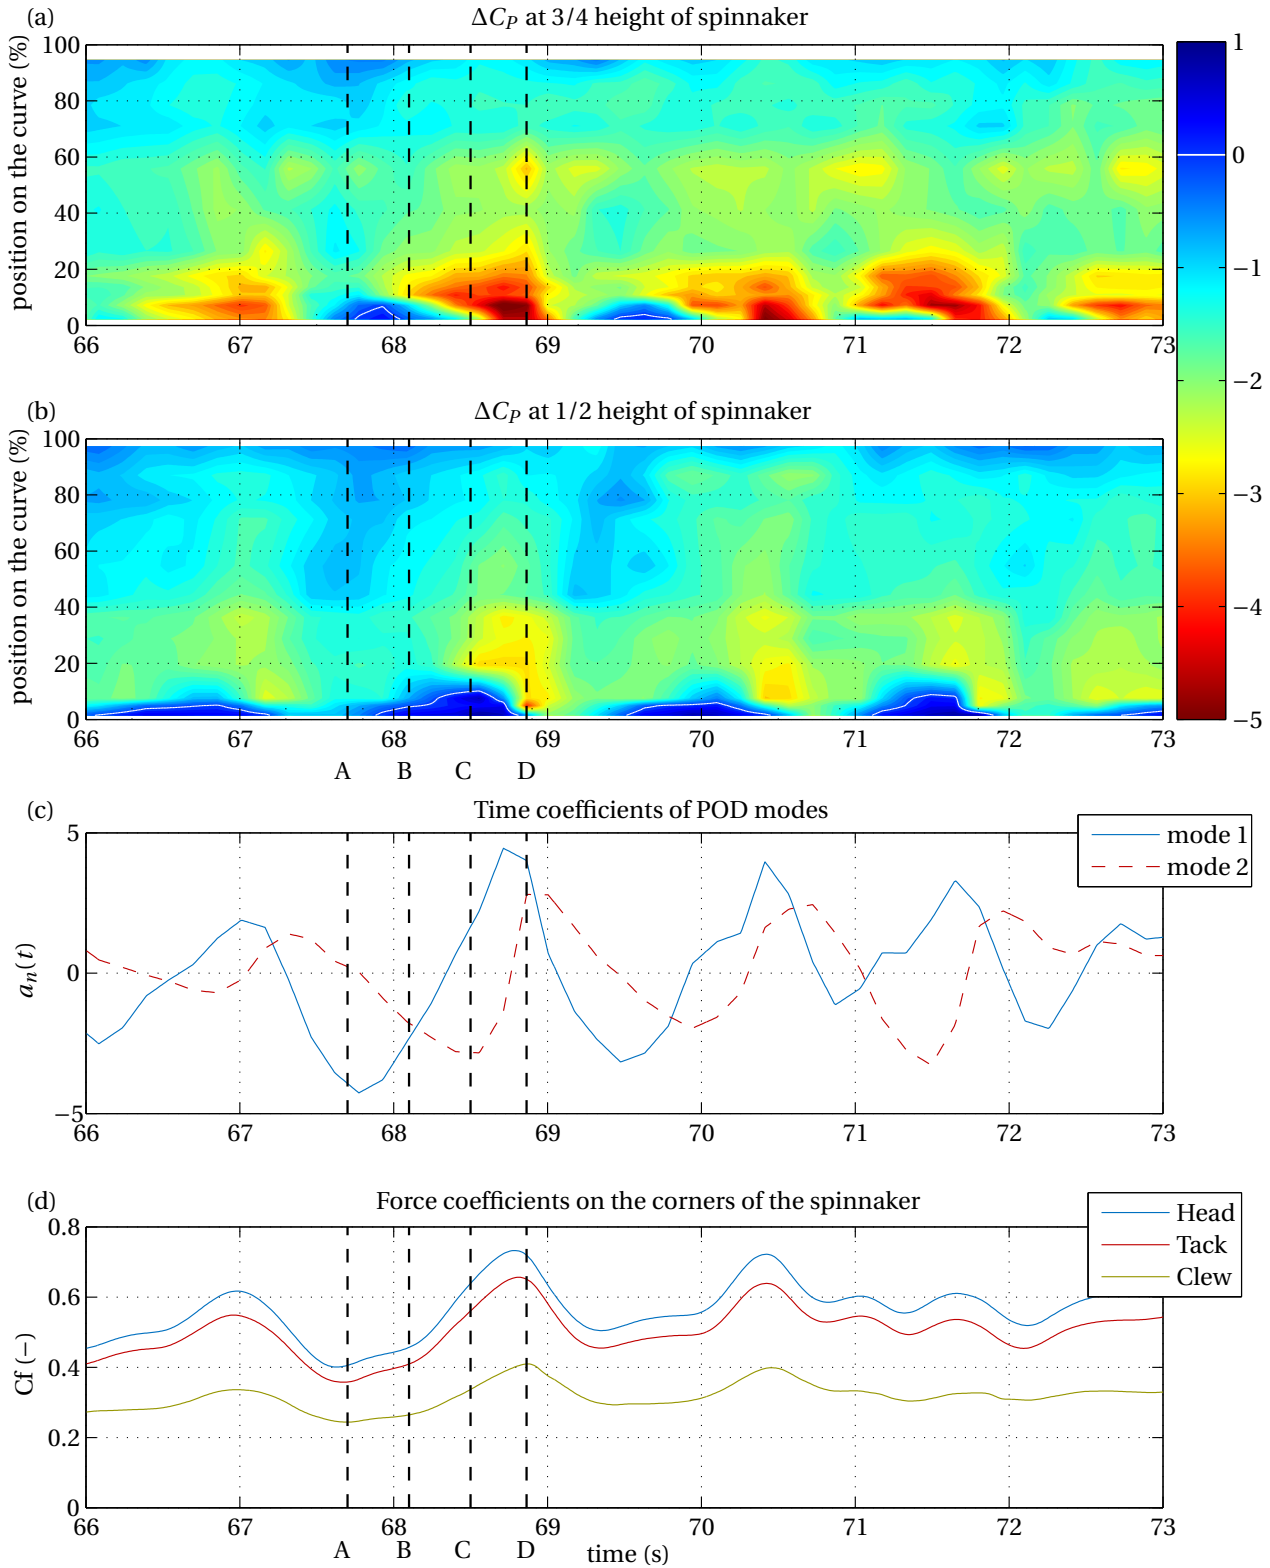 (a)
ΔC_P at 3/4 height of spinnaker
position on the curve (%)
100
80
60
40
20
0
66 67 68 69 70 71 72 73
1
0
−1
−2
−3
−4
−5
(b)
ΔC_P at 1/2 height of spinnaker
position on the curve (%)
100
80
60
40
20
0
66 67 68 69 70 71 72 73
A B C D
(c)
Time coefficients of POD modes
mode 1
mode 2
a_n(t)
5
0
−5
66 67 68 69 70 71 72 73
(d)
Force coefficients on the corners of the spinnaker
Head
Tack
Clew
Cf (−)
0.8
0.6
0.4
0.2
0
66 67 68 69 70 71 72 73
A B C D
time (s)